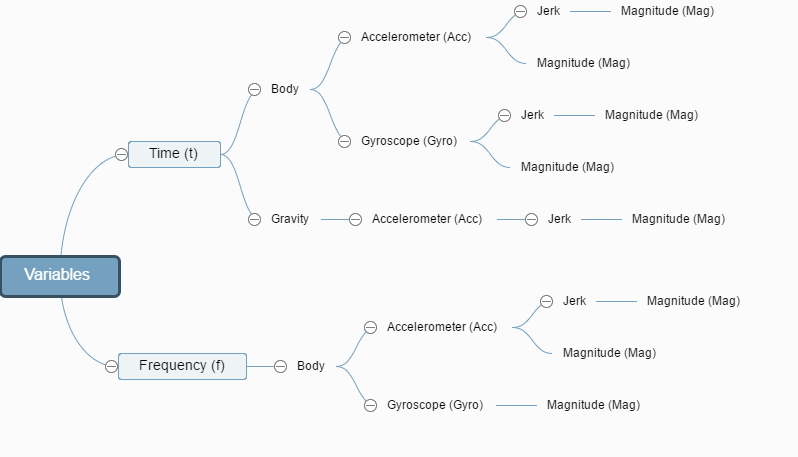 Jerk
Magnitude (Mag)
Accelerometer (Acc)
Magnitude (Mag)
Body
Jerk
Magnitude (Mag)
Gyroscope (Gyro)
Time (t)
Magnitude (Mag)
Gravity
Accelerometer (Acc)
Jerk
Magnitude (Mag)
Variables
Jerk
Magnitude (Mag)
Accelerometer (Acc)
Magnitude (Mag)
Frequency (f)
Body
Gyroscope (Gyro)
Magnitude (Mag)